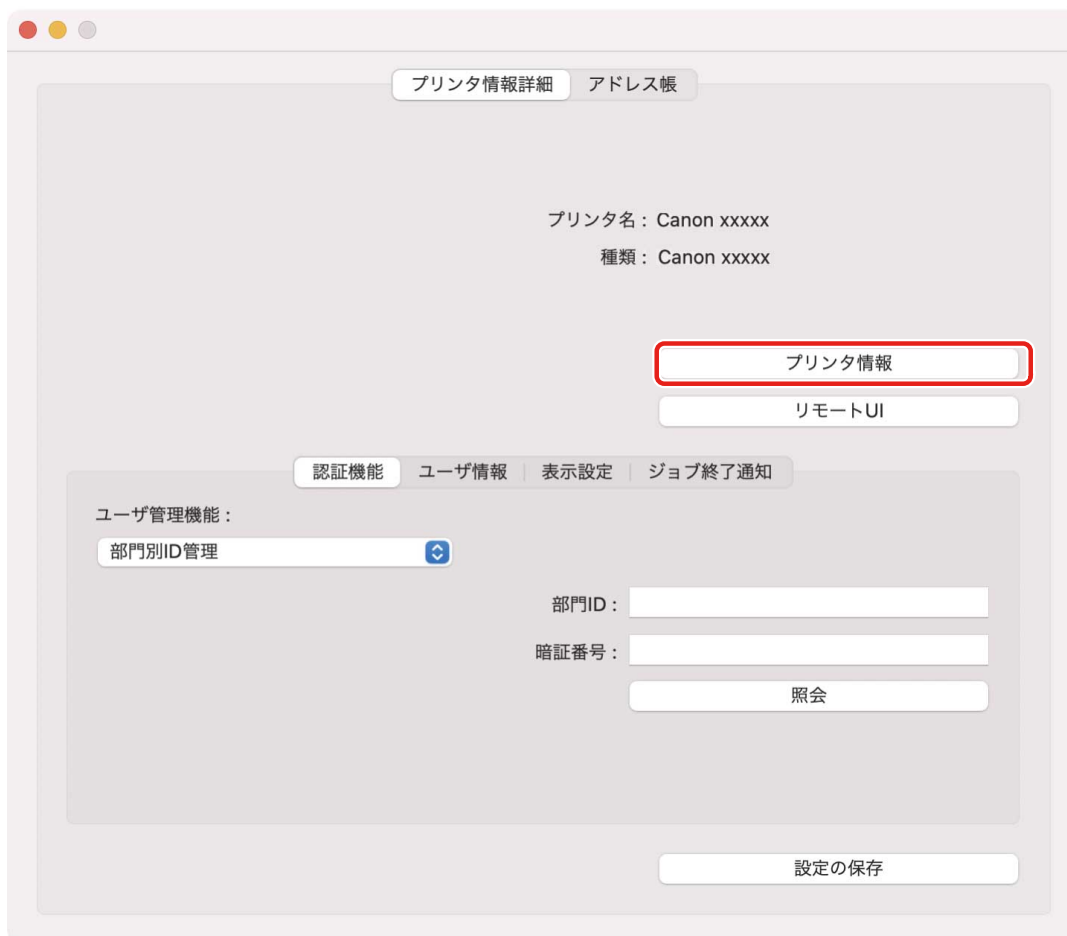 プリンタ情報詳細 アドレス帳
プリンタ名： Canon xxxxx
種類： Canon xxxxx
プリンタ情報
リモートUI
認証機能 ユーザ情報 表示設定 ジョブ終了通知
ユーザ管理機能：
部門別ID管理
部門ID：
暗証番号：
照会
設定の保存